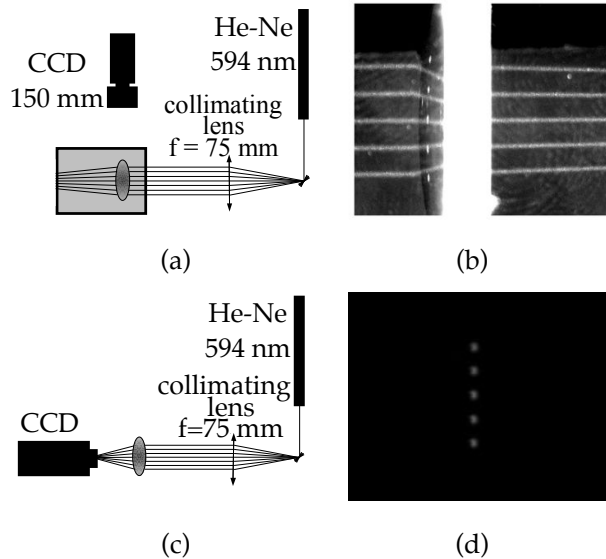 He-Ne
594 nm
CCD
150 mm
collimating
lens
f = 75 mm
(a)
(b)
He-Ne
594 nm
collimating
lens
f=75 mm
CCD
(c)
(d)